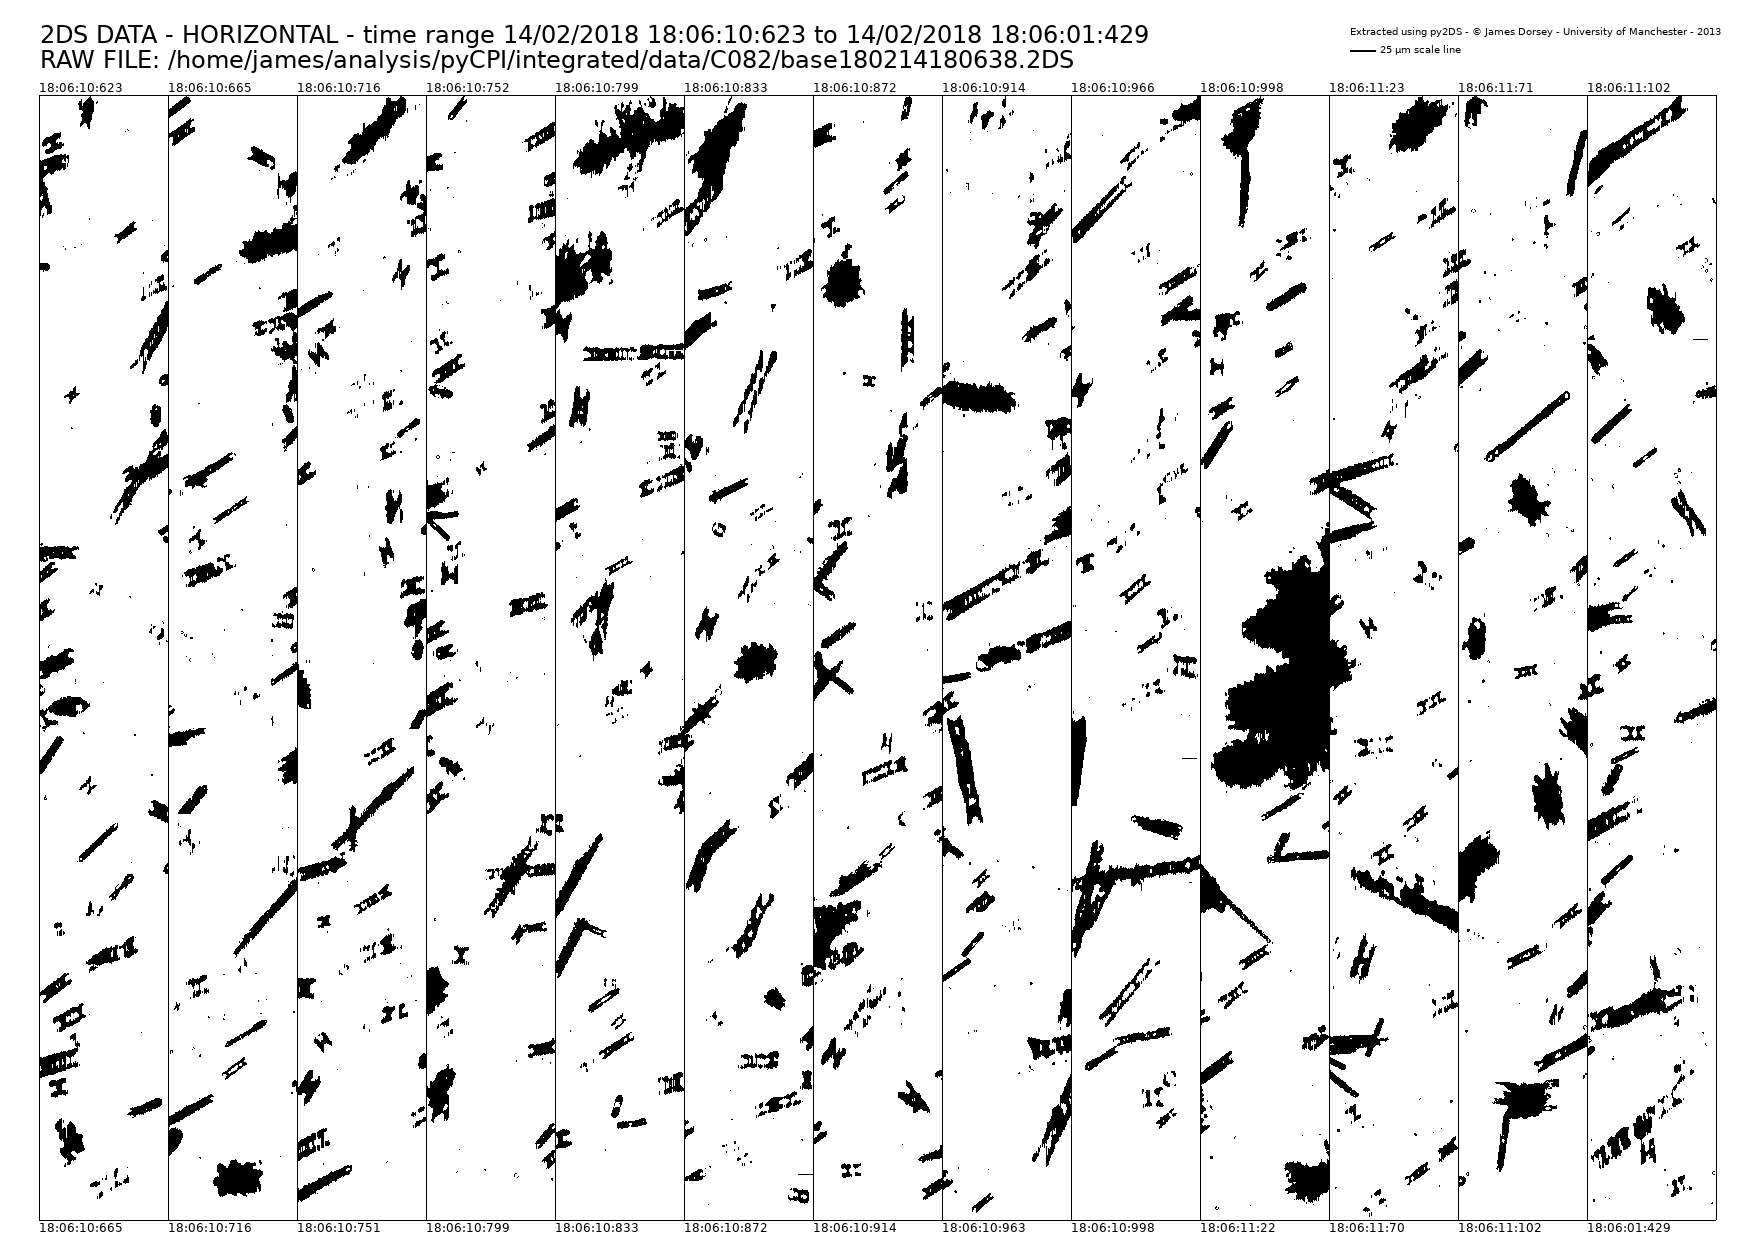 2DS DATA - HORIZONTAL - time range 14/02/2018 18:06:10:623 to 14/02/2018 18:06:01:429
Extracted using py2DS - © James Dorsey - University of Manchester - 2013
RAW FILE: /home/james/analysis/pyCPI/integrated/data/C082/base180214180638.2DS
25 µm scale line
18:06:10:623 18:06:10:665 18:06:10:716 18:06:10:752 18:06:10:799 18:06:10:833 18:06:10:872 18:06:10:914 18:06:10:966 18:06:10:998 18:06:11:23 18:06:11:71 18:06:11:102
18:06:10:665 18:06:10:716 18:06:10:751 18:06:10:799 18:06:10:833 18:06:10:872 18:06:10:914 18:06:10:963 18:06:10:998 18:06:11:22 18:06:11:70 18:06:11:102 18:06:01:429